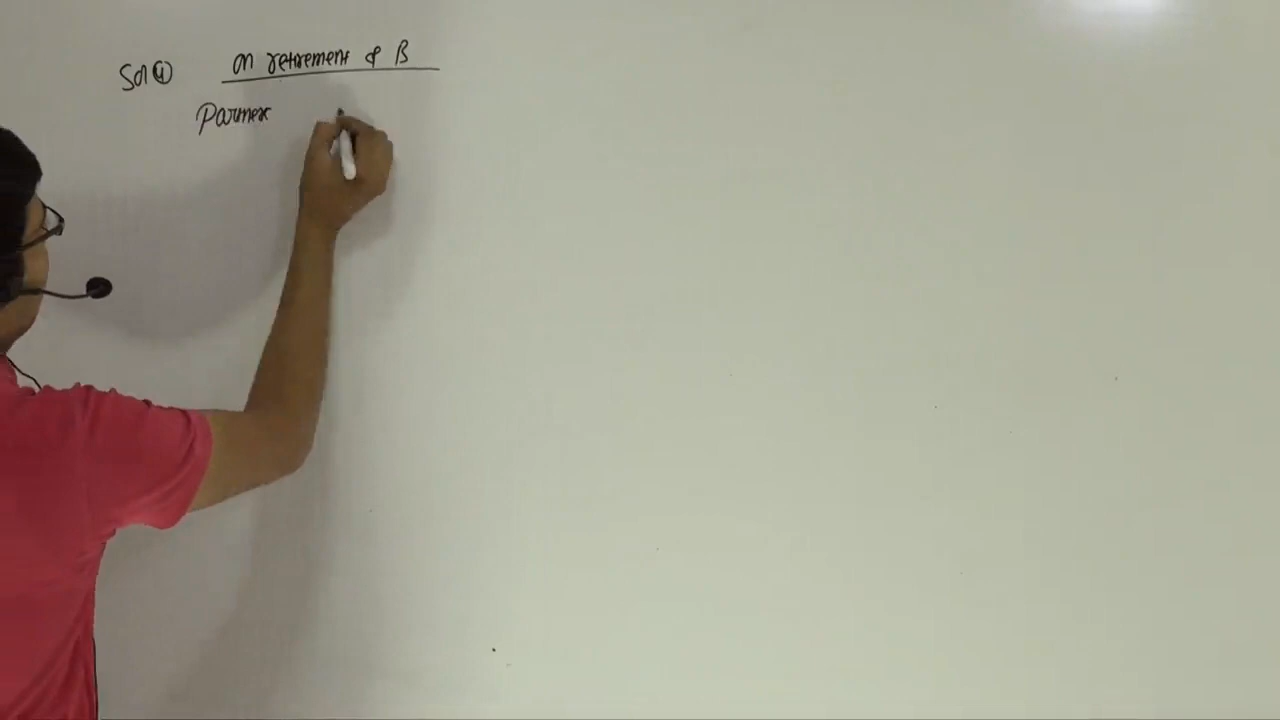 Sol ④ on retirement of B
Partner